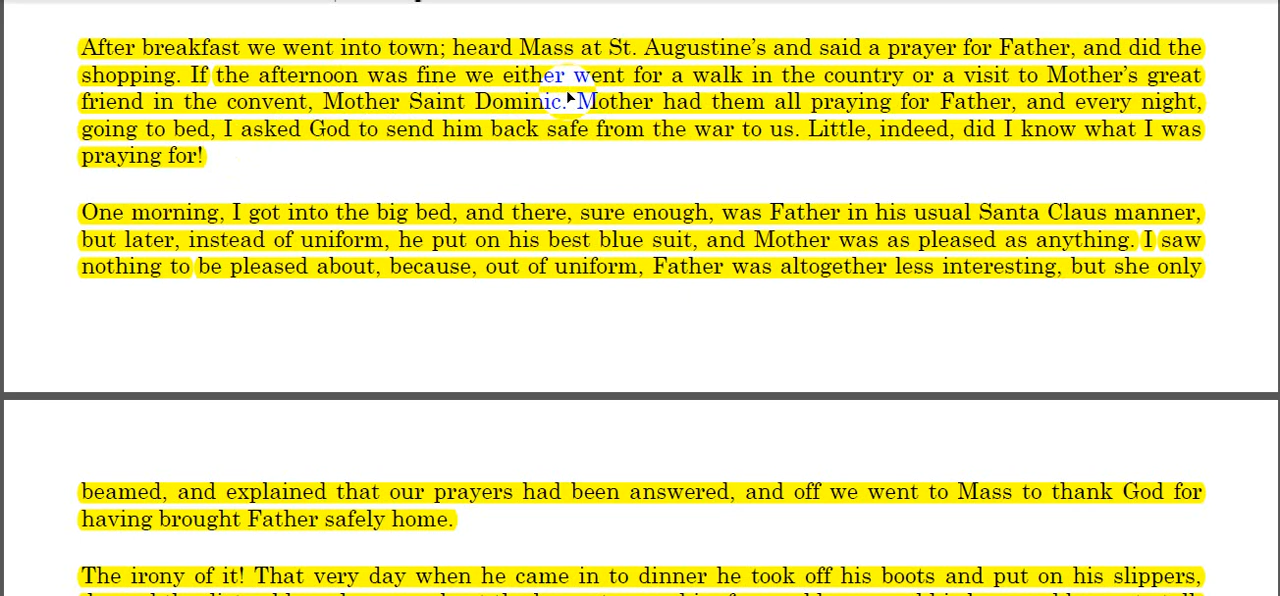 After breakfast we went into town; heard Mass at St. Augustine’s and said a prayer for Father, and did the
shopping. If the afternoon was fine we either went for a walk in the country or a visit to Mother’s great
friend in the convent, Mother Saint Dominic. Mother had them all praying for Father, and every night,
going to bed, I asked God to send him back safe from the war to us. Little, indeed, did I know what I was
praying for!
One morning, I got into the big bed, and there, sure enough, was Father in his usual Santa Claus manner,
but later, instead of uniform, he put on his best blue suit, and Mother was as pleased as anything. I saw
nothing to be pleased about, because, out of uniform, Father was altogether less interesting, but she only
beamed, and explained that our prayers had been answered, and off we went to Mass to thank God for
having brought Father safely home.
The irony of it! That very day when he came in to dinner he took off his boots and put on his slippers,